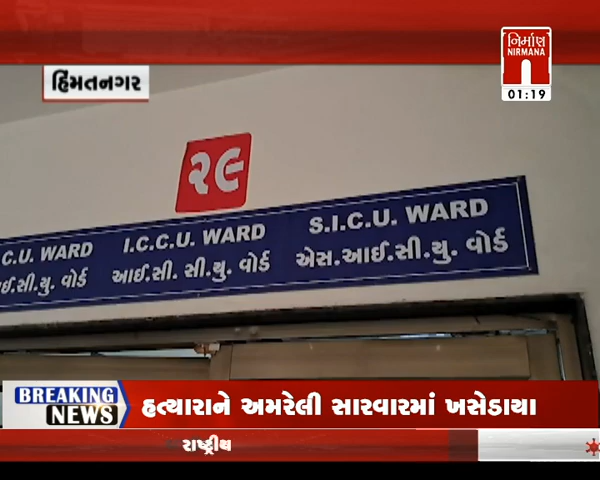 નિર્માણ
NIRMANA
01:19
હિંમતનગર
૨૯
C.U. WARD I.C.C.U. WARD S.I.C.U. WARD
આઈ.સી. સી.યુ. વોર્ડ એસ.આઈ.સી.યુ. વોર્ડ
BREAKING NEWS
હત્યારાને અમરેલી સારવારમાં ખસેડાયા
રાષ્ટ્રીય